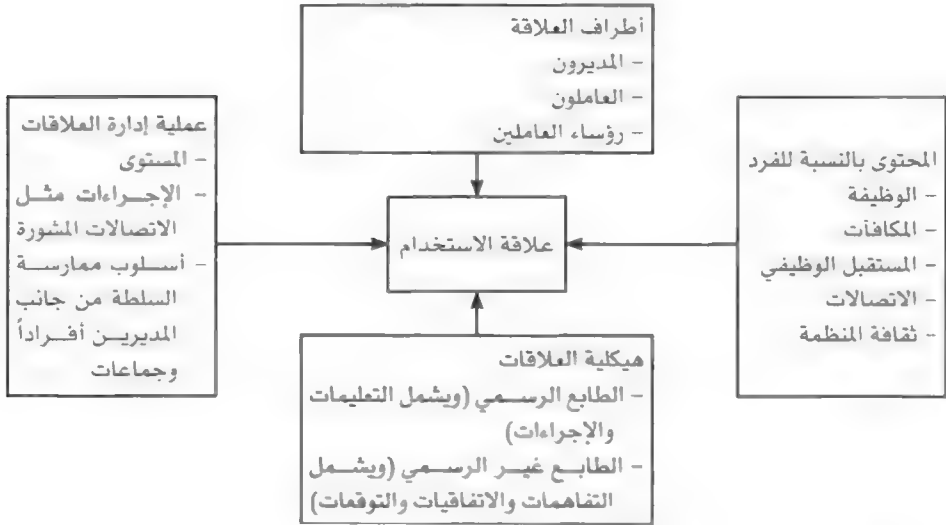 أطراف العلاقة
– المديرون
– العاملون
– رؤساء العاملين
المحتوى بالنسبة للفرد
– الوظيفة
– المكافآت
– المستقبل الوظيفي
– الاتصالات
– ثقافة المنظمة
علاقة الاستخدام
عملية إدارة العلاقات
– المستوى
– الإجراءات مثل
الاتصالات المشورة
– أسلوب ممارسة
السلطة من جانب
المديرين أفراداً
وجماعات
هيكلية العلاقات
– الطابع الرسمي (ويشمل التعليمات
والإجراءات)
– الطابع غير الرسمي (ويشمل
التفاهمات والاتفاقيات والتوقعات)